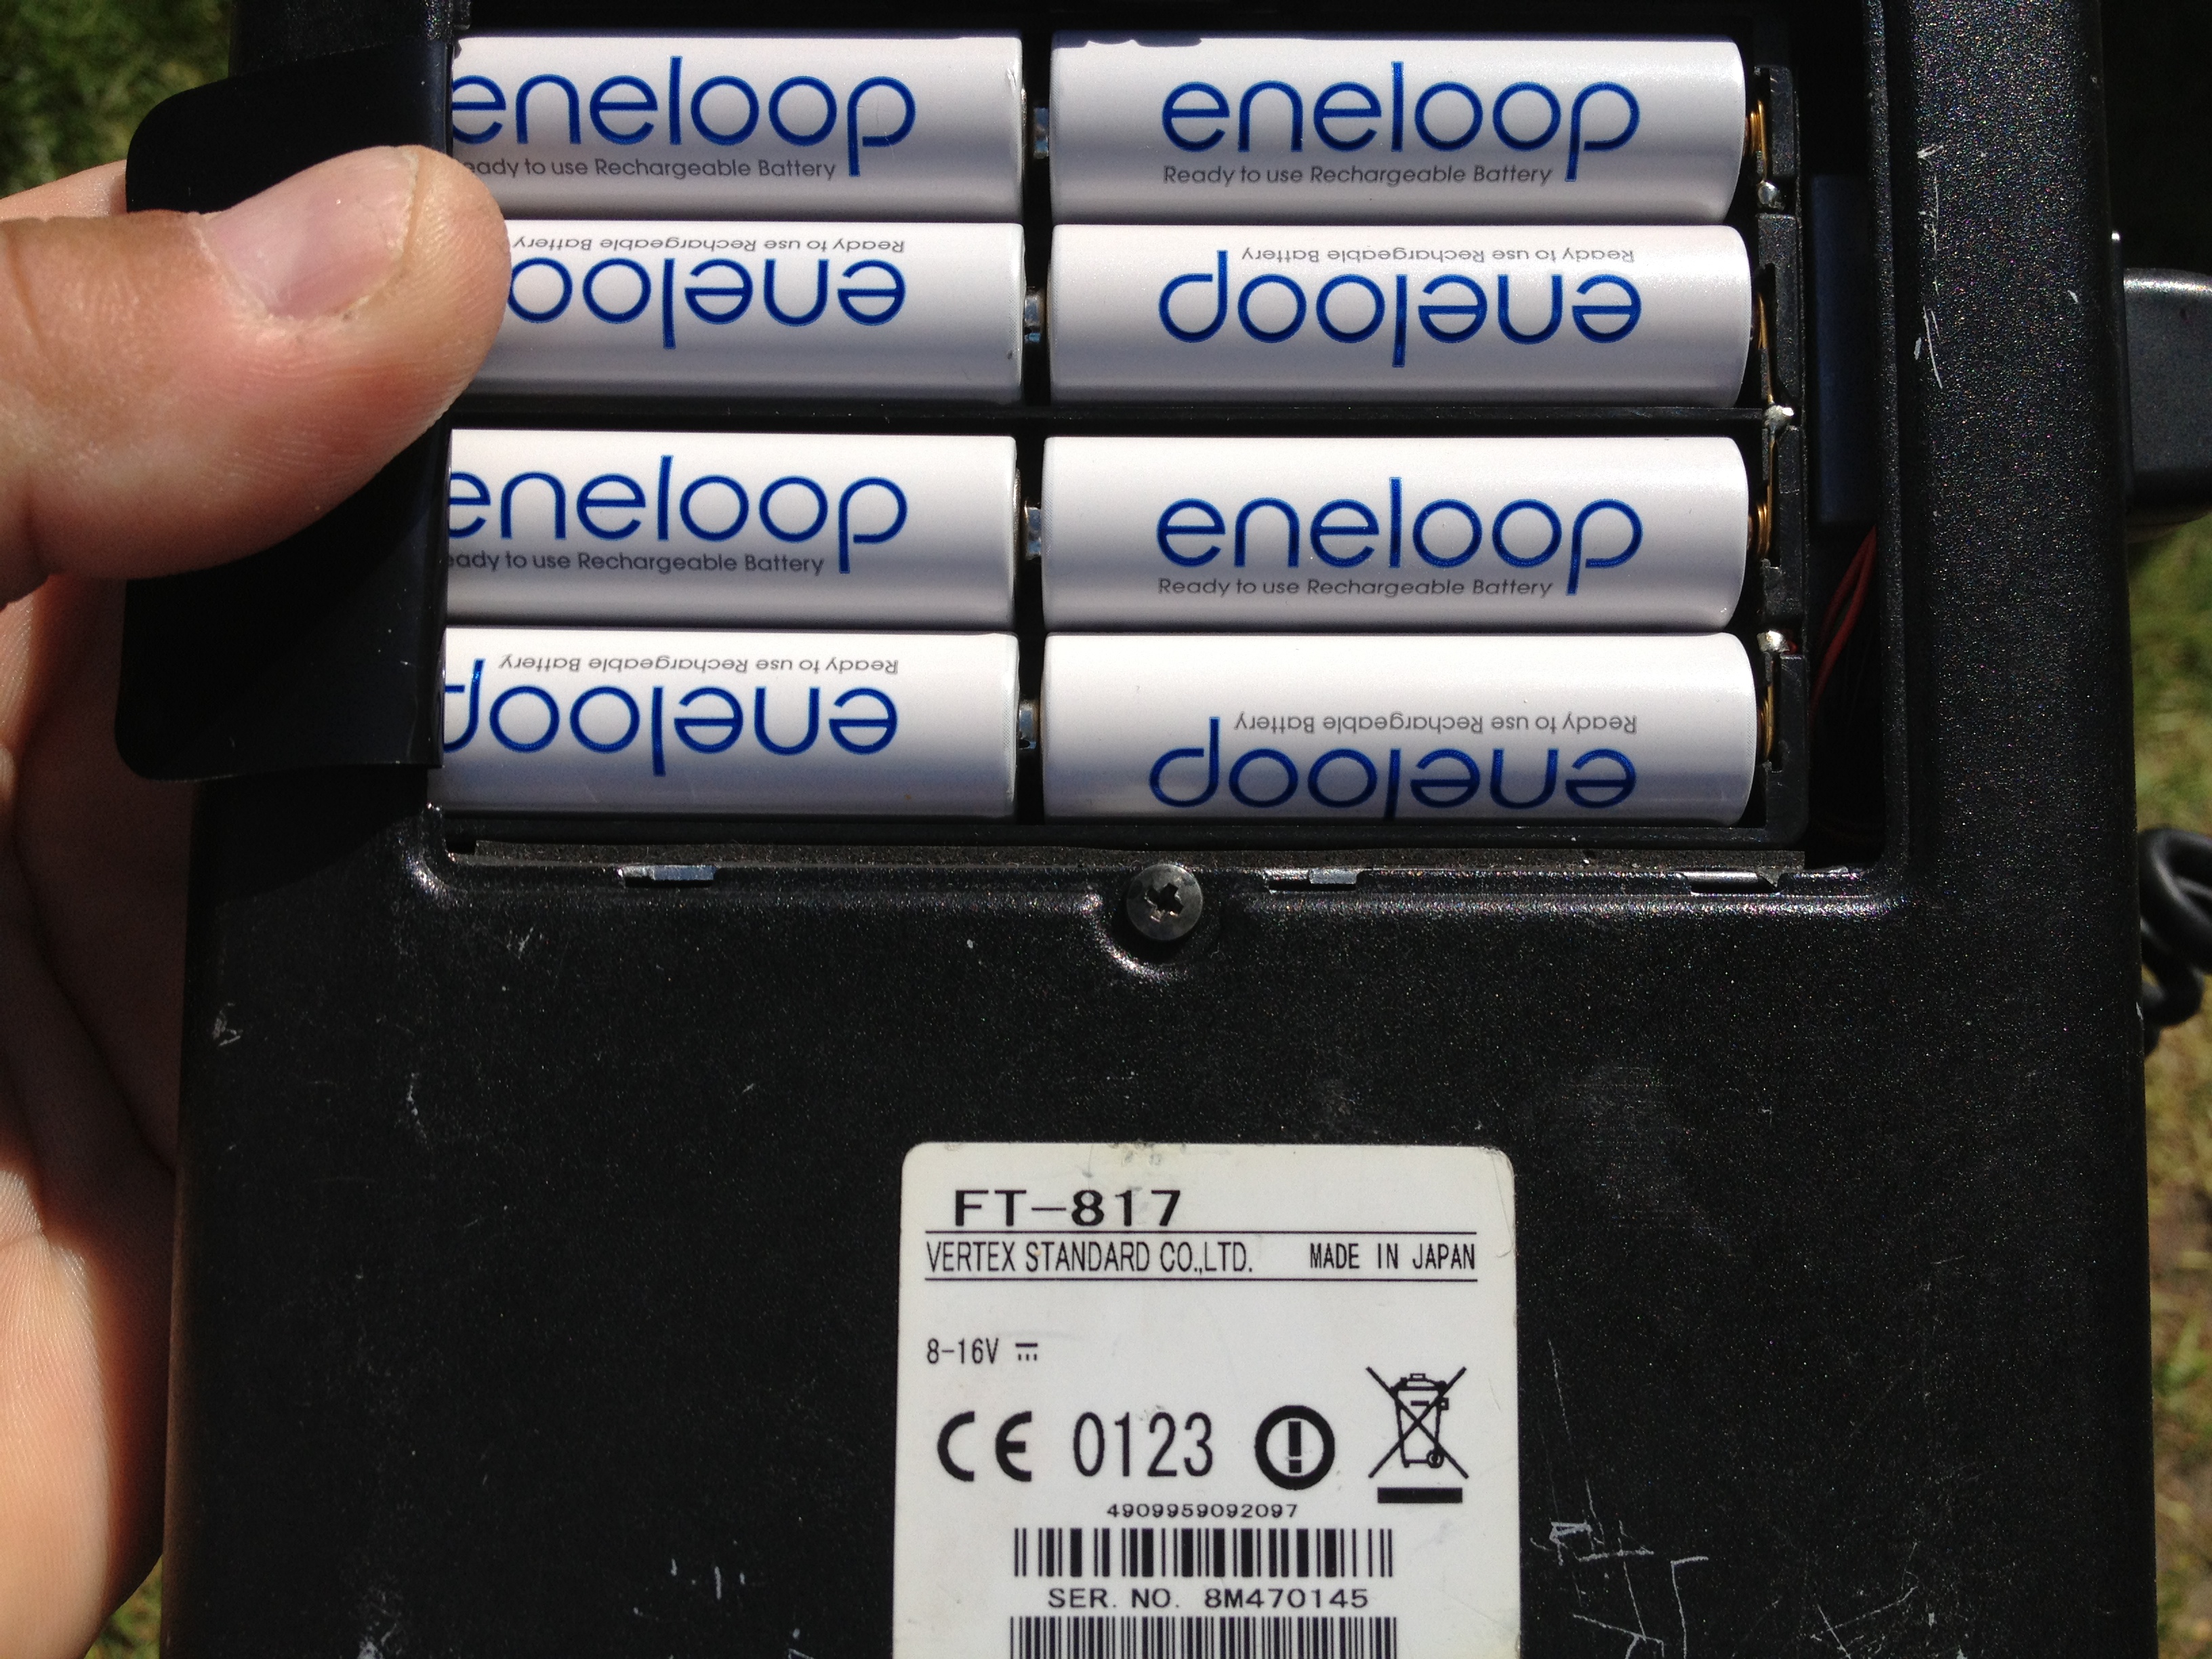 eneloop
eady to use Rechargeable Battery
eneloop
Ready to use Rechargeable Battery
Ready to use Rechargeable Battery
eneloo
Ready to use Rechargeable Battery
eneloop
eneloop
eady to use Rechargeable Battery
eneloop
Ready to use Rechargeable Battery
Ready to use Rechargeable Battery
eneloop
Ready to use Rechargeable Battery
eneloop
FT-817
VERTEX STANDARD CO.,LTD. MADE IN JAPAN
8-16V
CE 0123
4909959092097
SER. NO. 8M470145